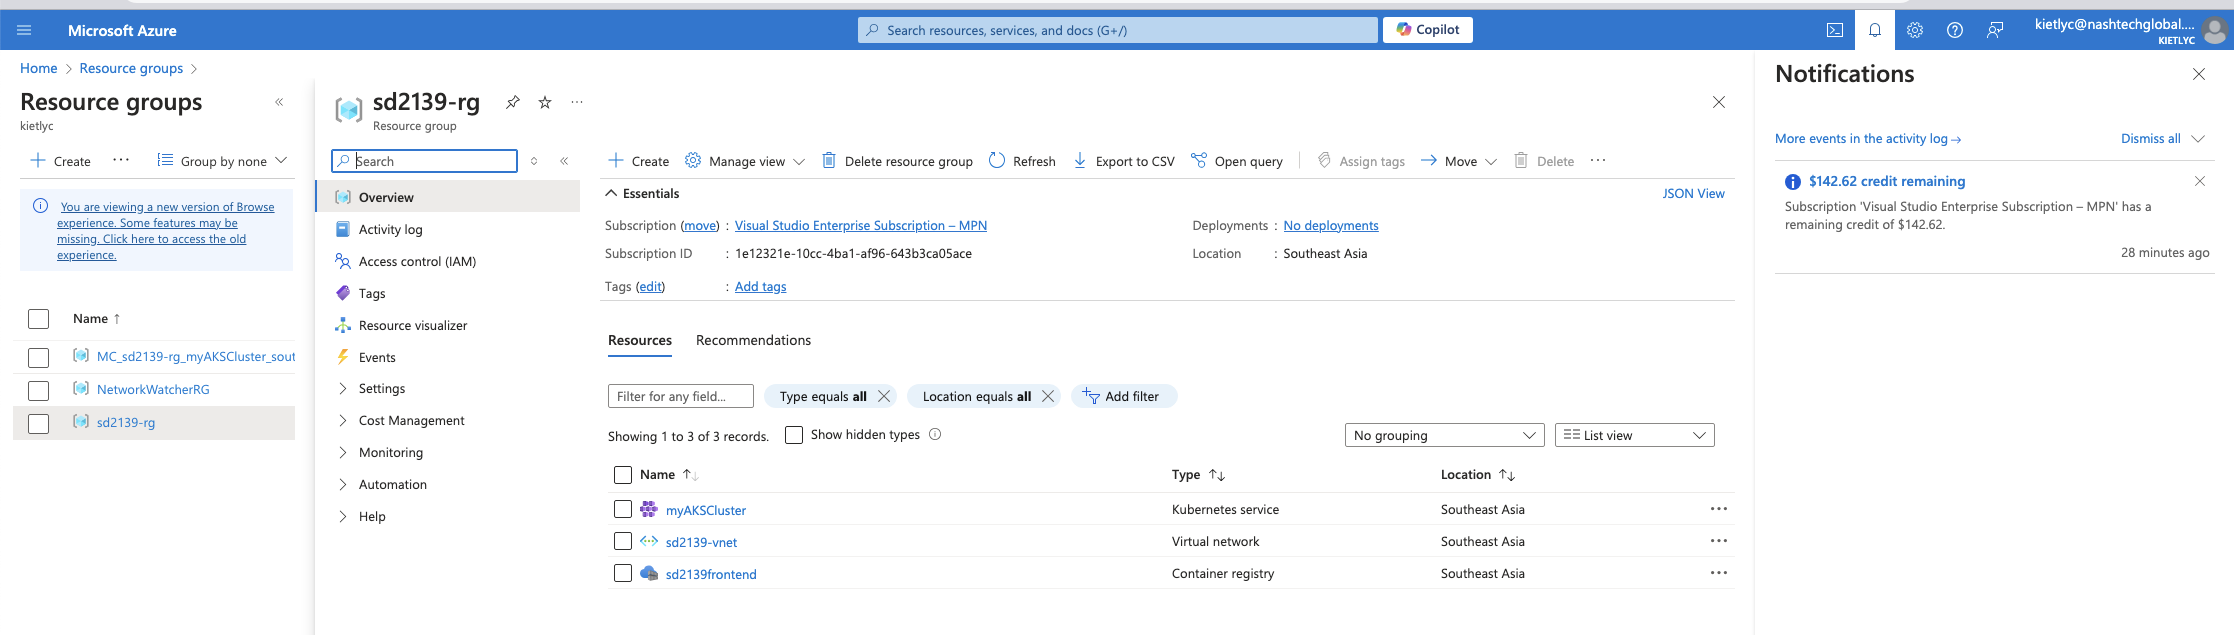 Microsoft Azure
Search resources, services, and docs (G+/)
Copilot
kietlyc@nashtechglobal....
KIETLYC
Home > Resource groups >
Resource groups
kietlyc
Create
Group by none
You are viewing a new version of Browse
experience. Some features may be
missing. Click here to access the old
experience.
Name ↑
MC_sd2139-rg_myAKSCluster_sout
NetworkWatcherRG
sd2139-rg
sd2139-rg
Resource group
Search
Overview
Activity log
Access control (IAM)
Tags
Resource visualizer
Events
Settings
Cost Management
Monitoring
Automation
Help
Create
Manage view
Delete resource group
Refresh
Export to CSV
Open query
Assign tags
Move
Delete
Essentials
JSON View
Subscription (move) : Visual Studio Enterprise Subscription – MPN
Subscription ID : 1e12321e-10cc-4ba1-af96-643b3ca05ace
Tags (edit) : Add tags
Deployments : No deployments
Location : Southeast Asia
Resources Recommendations
Filter for any field...
Type equals all
Location equals all
Add filter
Showing 1 to 3 of 3 records.
Show hidden types
No grouping
List view
Name Type Location
myAKSCluster Kubernetes service Southeast Asia
sd2139-vnet Virtual network Southeast Asia
sd2139frontend Container registry Southeast Asia
Notifications
More events in the activity log →
Dismiss all
$142.62 credit remaining
Subscription 'Visual Studio Enterprise Subscription – MPN' has a
remaining credit of $142.62.
28 minutes ago